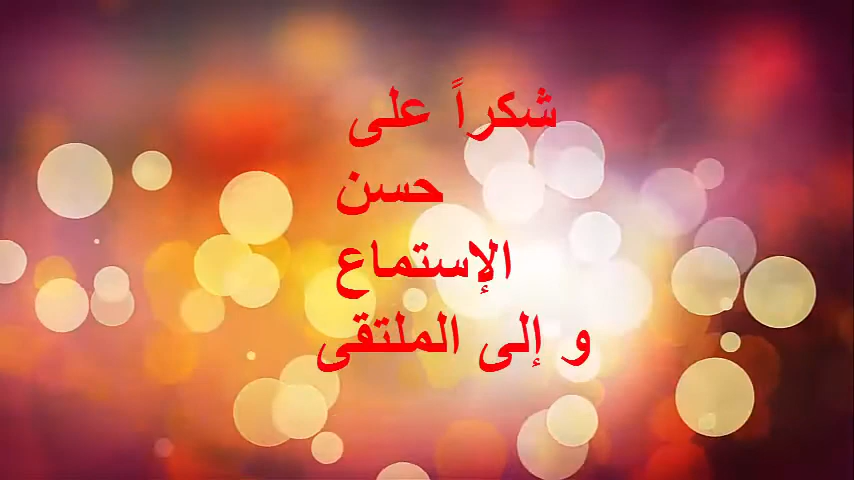 شكراً على
حسن
الإستماع
و إلى الملتقى